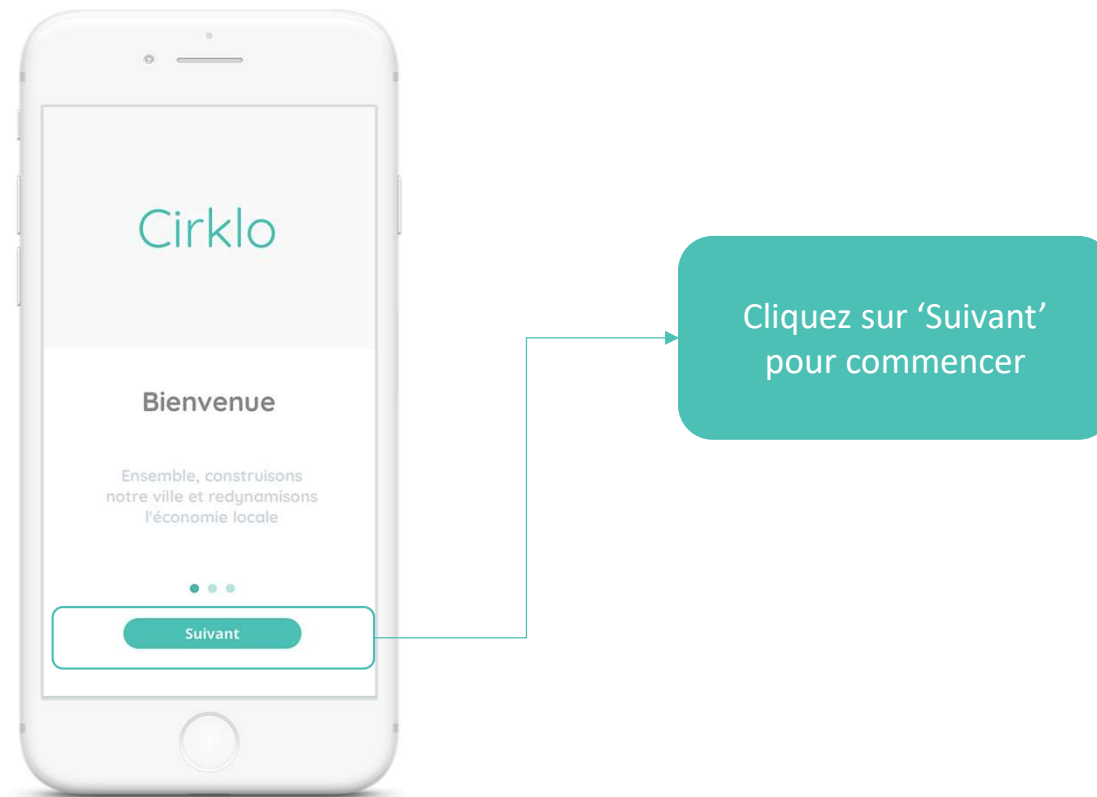 Cirklo
Bienvenue
Ensemble, construisons
notre ville et redynamisons
l'économie locale
Suivant
Cliquez sur ‘Suivant’
pour commencer